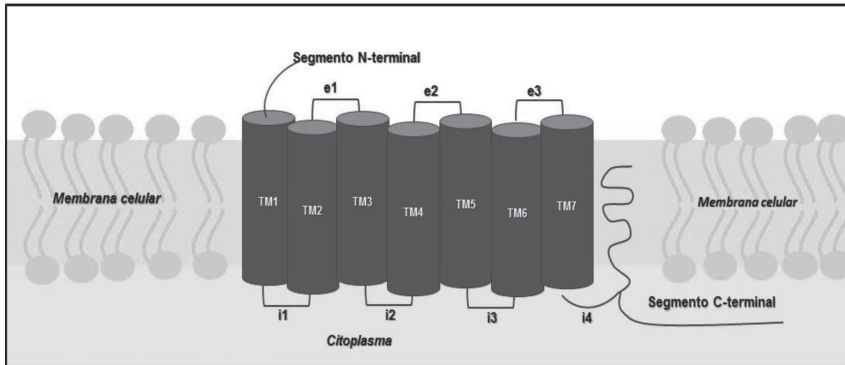 Segmento N-terminal
e1
e2
e3
Membrana celular
TM1
TM2
TM3
TM4
TM5
TM6
TM7
Membrana celular
i1
i2
i3
i4
Segmento C-terminal
Citoplasma